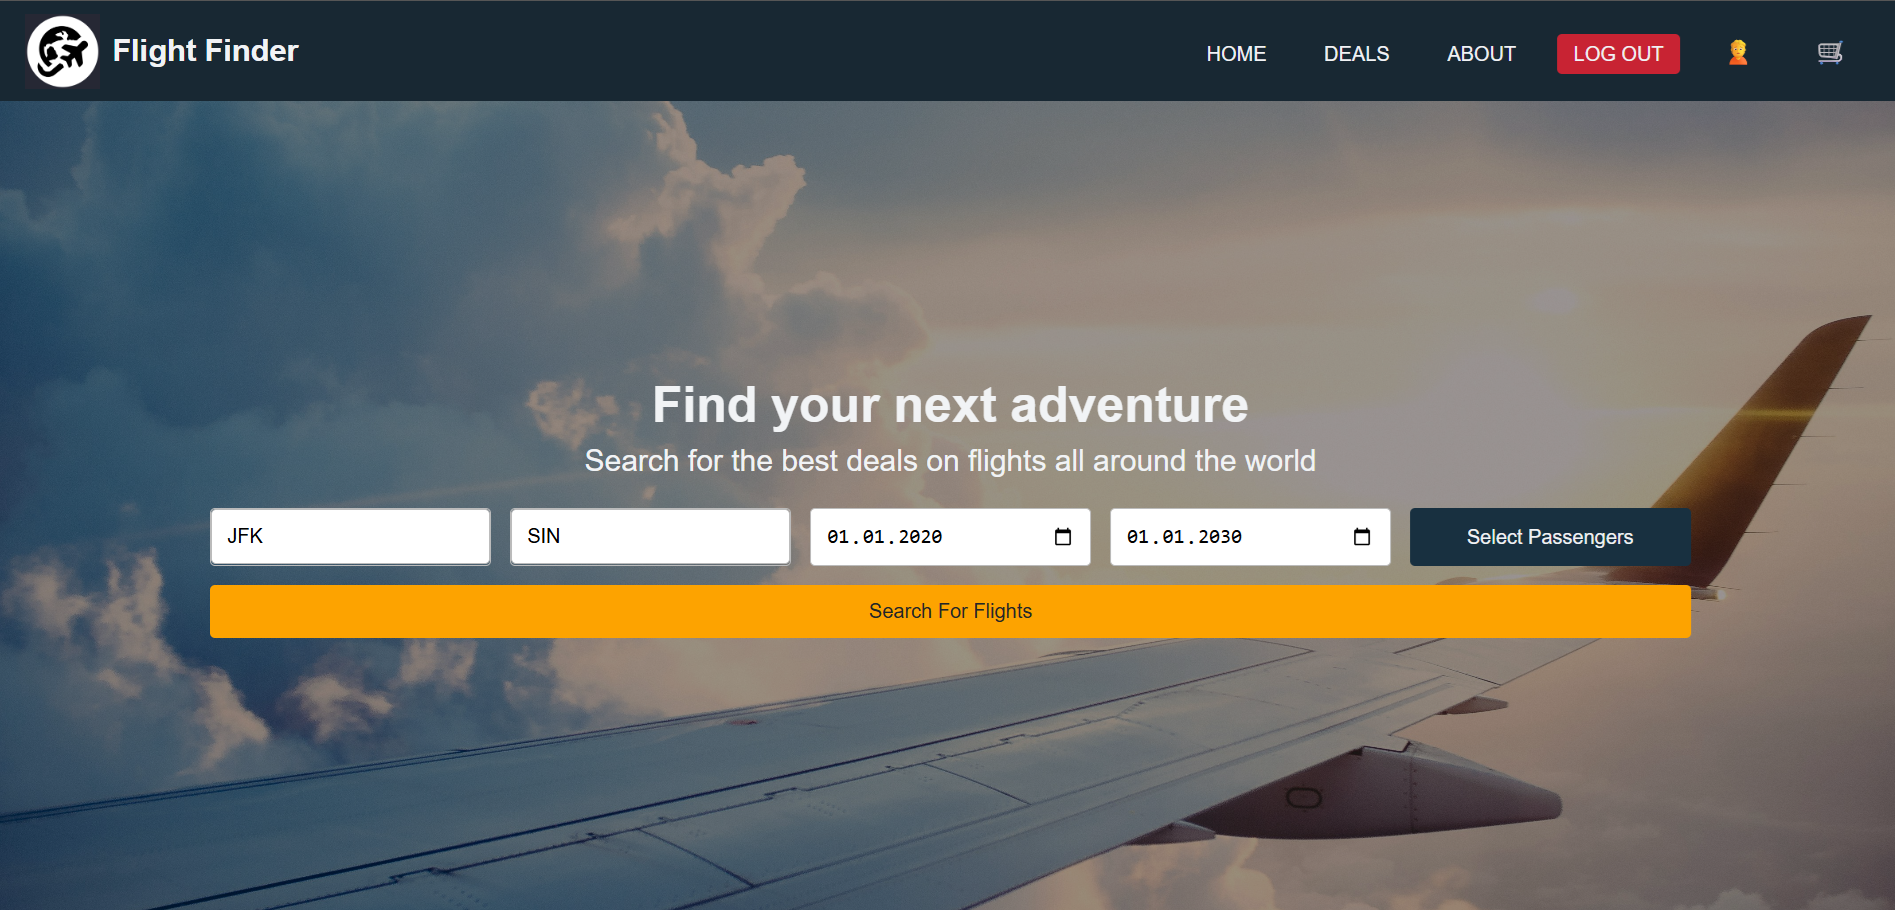 Flight Finder
HOME DEALS ABOUT LOG OUT
Find your next adventure
Search for the best deals on flights all around the world
JFK SIN 01.01.2020 01.01.2030 Select Passengers
Search For Flights